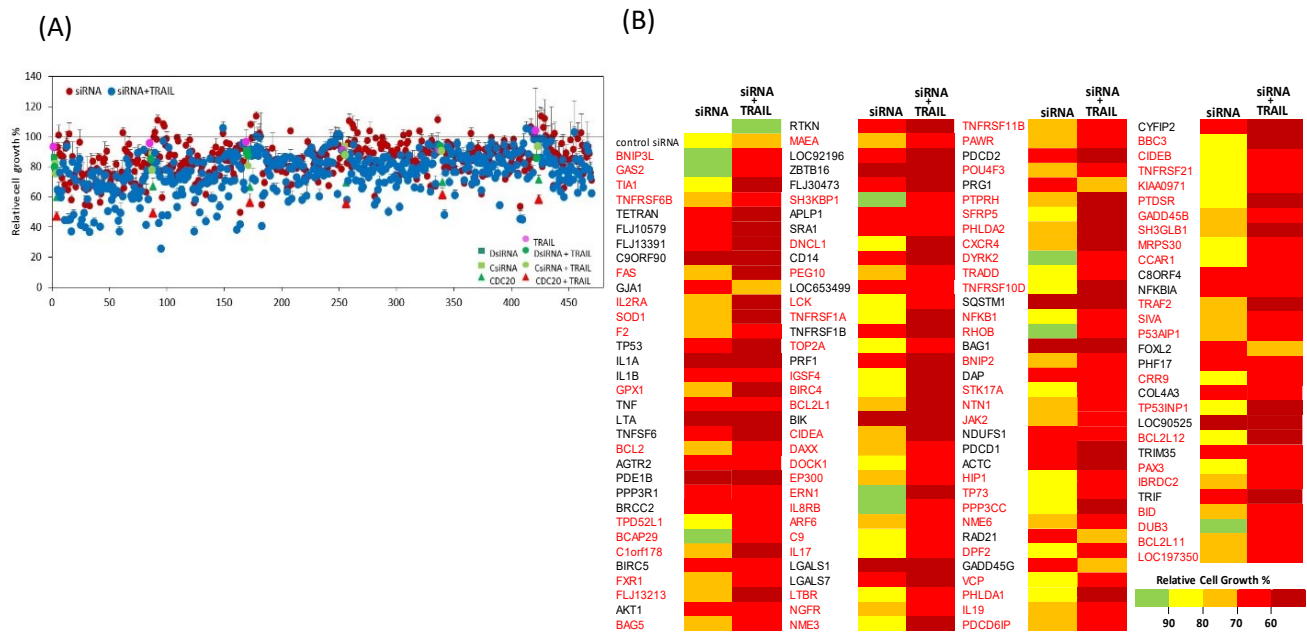 (A)
(B)
140
120
100
80
60
40
20
0
Relative cell growth %
siRNA
siRNA+TRAIL
TRAIL
DsiRNA
DsiRNA + TRAIL
CsiRNA
CsiRNA + TRAIL
CDC20
CDC20 + TRAIL
0
50
100
150
200
250
300
350
400
450
siRNA
siRNA
+
TRAIL
control siRNA
BNIP3L
GAS2
TIA1
TNFRSF6B
TETRAN
FLJ10579
FLJ13391
C9ORF90
FAS
GJA1
IL2RA
SOD1
F2
TP53
IL1A
IL1B
GPX1
TNF
LTA
TNFSF6
BCL2
AGTR2
PDE1B
PPP3R1
BRCC2
TPD52L1
BCAP29
C1orf178
BIRC5
FXR1
FLJ13213
AKT1
BAG5
siRNA
siRNA
+
TRAIL
RTKN
MAEA
LOC92196
ZBTB16
FLJ30473
SH3KBP1
APLP1
SRA1
DNCL1
CD14
PEG10
LOC653499
LCK
TNFRSF1A
TNFRSF1B
TOP2A
PRF1
IGSF4
BIRC4
BCL2L1
BIK
CIDEA
DAXX
DOCK1
EP300
ERN1
IL8RB
ARF6
C9
IL17
LGALS1
LGALS7
LTBR
NGFR
NME3
siRNA
siRNA
+
TRAIL
TNFRSF11B
PAWR
PDCD2
POU4F3
PRG1
PTPRH
SFRP5
PHLDA2
CXCR4
DYRK2
TRADD
TNFRSF10D
SQSTM1
NFKB1
RHOB
BAG1
BNIP2
DAP
STK17A
NTN1
JAK2
NDUFS1
PDCD1
ACTC
HIP1
TP73
PPP3CC
NME6
RAD21
DPF2
GADD45G
VCP
PHLDA1
IL19
PDCD6IP
siRNA
siRNA
+
TRAIL
CYFIP2
BBC3
CIDEB
TNFRSF21
KIAA0971
PTDSR
GADD45B
SH3GLB1
MRPS30
CCAR1
C8ORF4
NFKBIA
TRAF2
SIVA
P53AIP1
FOXL2
PHF17
CRR9
COL4A3
TP53INP1
LOC90525
BCL2L12
TRIM35
PAX3
IBRDC2
TRIF
BID
DUB3
BCL2L11
LOC197350
Relative Cell Growth %
90
80
70
60